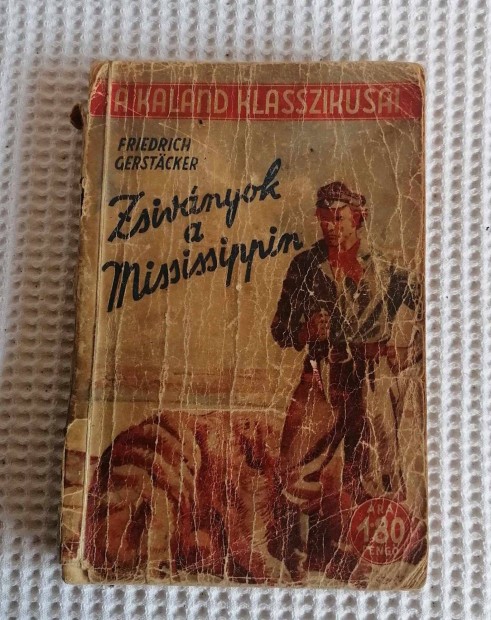 A KALAND KLASSZIKUSAI
FRIEDRICH
GERSTÄCKER
Zsiványok
a
Mississippin
ÁRA
1·80
PENGŐ